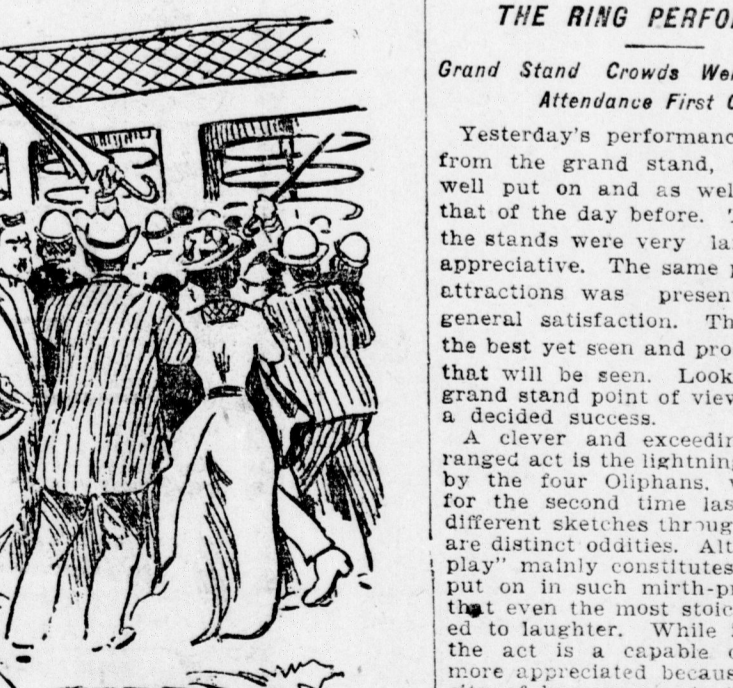 THE RING PERFO
Grand Stand Crowds We
Attendance First
Yesterday's performanc
from the grand stand,
well put on and as wel
that of the day before.
the stands were very la
appreciative. The same
attractions was presen
general satisfaction. Th
the best yet seen and pro
that will be seen. Look
grand stand point of view
a decided success.
A clever and exceedin
ranged act is the lightning
by the four Oliphans.
for the second time las
different sketches throug
are distinct oddities. Alt
play" mainly constitutes
put on in such mirth-p
that even the most stoic
ed to laughter. While
the act is a capable
more appreciated becaus